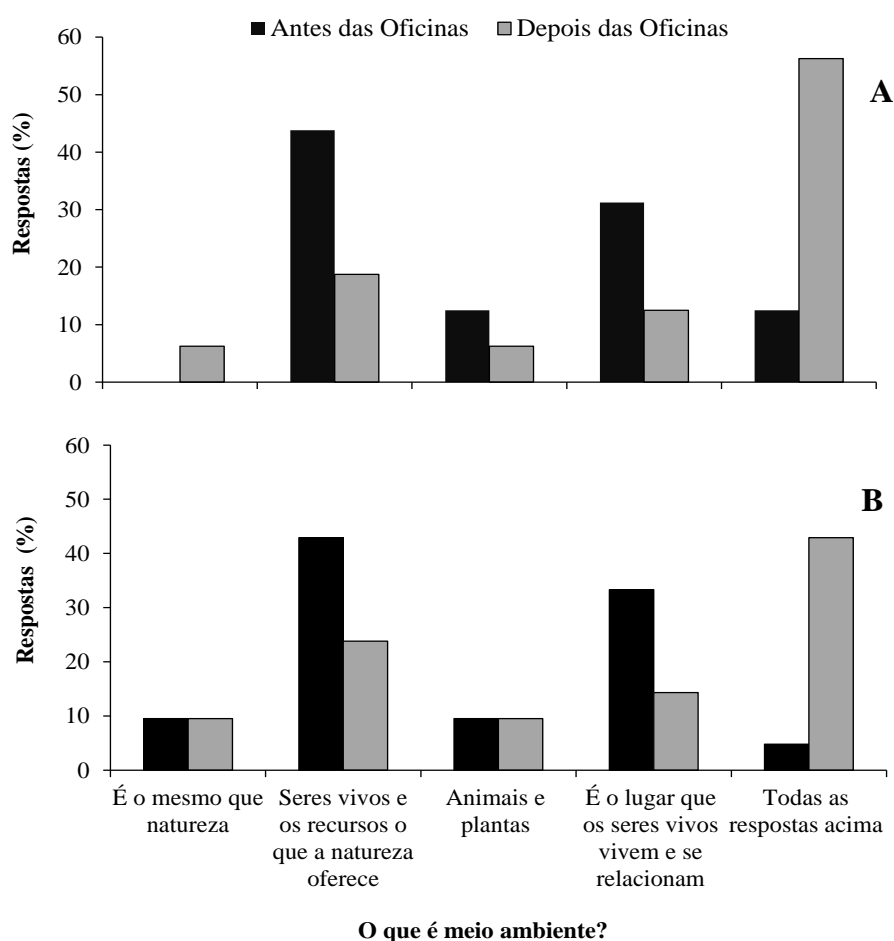 Antes das Oficinas Depois das Oficinas
60
50
40
30
20
10
0
Respostas (%)
A
60
50
40
30
20
10
0
Respostas (%)
B
É o mesmo que
natureza
Seres vivos e
os recursos o
que a natureza
oferece
Animais e
plantas
É o lugar que
os seres vivos
vivem e se
relacionam
Todas as
respostas acima
O que é meio ambiente?